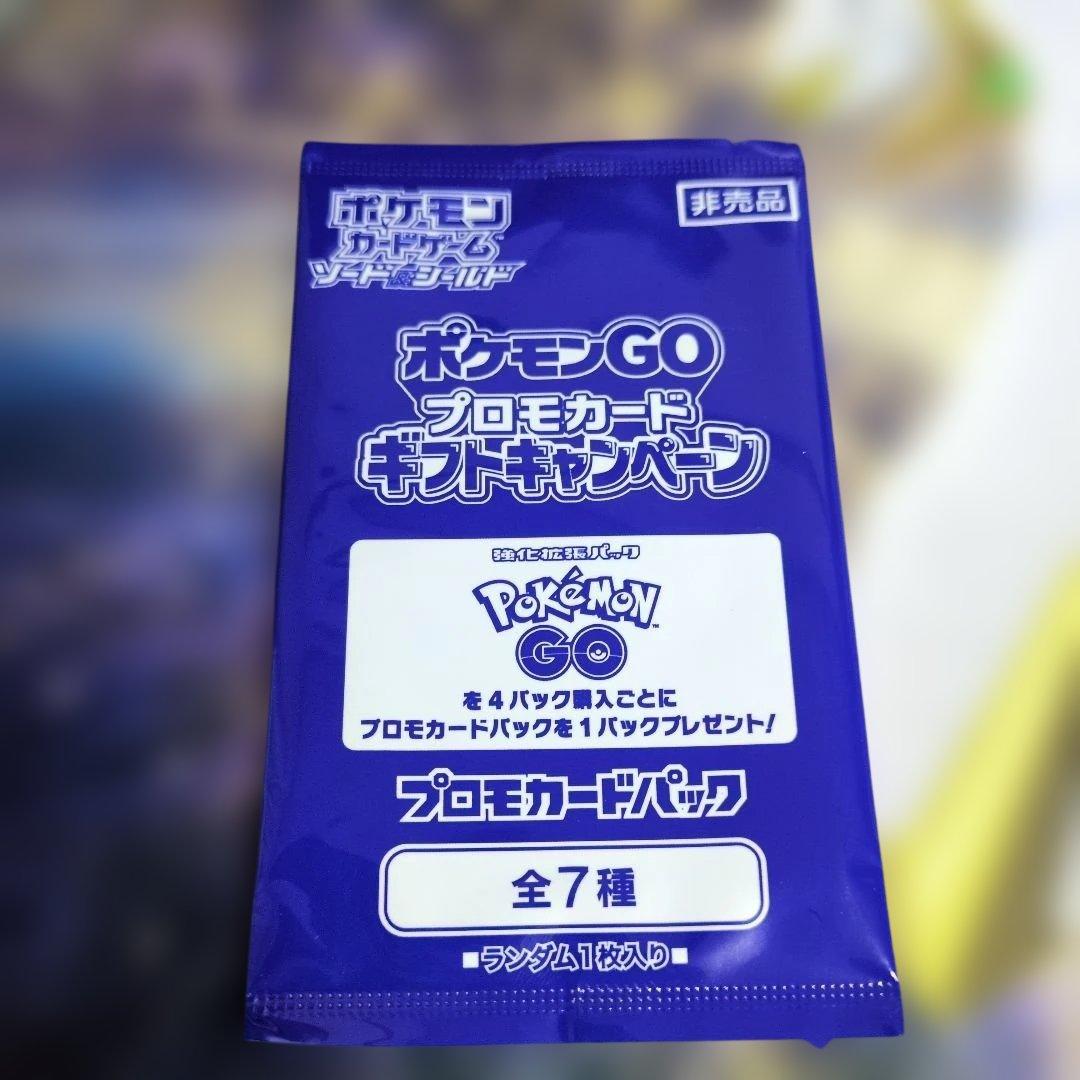 ポケモン
カードゲーム
ソード&シールド
非売品
ポケモンGO
プロモカード
ギフトキャンペーン
強化拡張パック
POKéMON
GO
を4パック購入ごとに
プロモカードパックを1パックプレゼント!
プロモカードパック
全7種
■ランダム1枚入り■